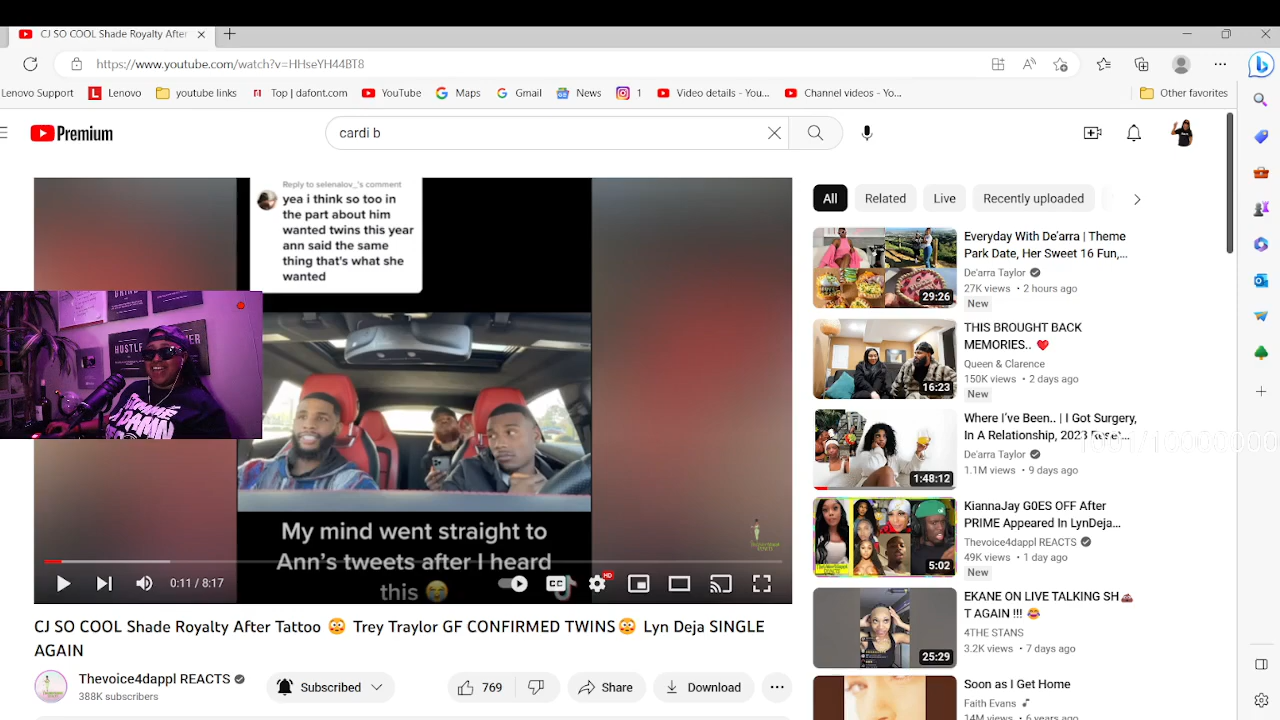 CJ SO COOL Shade Royalty After
https://www.youtube.com/watch?v=HHseYH44BT8
Lenovo Support
Lenovo
youtube links
Top | dafont.com
YouTube
Maps
Gmail
News
1
Video details - You...
Channel videos - Yo...
Other favorites
Premium
cardi b
Reply to selenalov_'s comment
yea i think so too in
the part about him
wanted twins this year
ann said the same
thing that's what she
wanted
HUSTLE
My mind went straight to
Ann's tweets after I heard
this 😪
0:11 / 8:17
CC
HD
CJ SO COOL Shade Royalty After Tattoo 😳 Trey Traylor GF CONFIRMED TWINS😳 Lyn Deja SINGLE
AGAIN
Thevoice4dappl REACTS
388K subscribers
Subscribed
769
Share
Download
All
Related
Live
Recently uploaded
Everyday With De'arra | Theme
Park Date, Her Sweet 16 Fun,...
De'arra Taylor
27K views • 2 hours ago
New
29:26
THIS BROUGHT BACK
MEMORIES.. ❤️
Queen & Clarence
150K views • 2 days ago
New
16:23
Where I've Been.. | I Got Surgery,
In A Relationship, 2023
De'arra Taylor
1.1M views • 9 days ago
1:48:12
KiannaJay G0ES OFF After
PRIME Appeared In LynDeja...
Thevoice4dappl REACTS
49K views • 1 day ago
New
5:02
EKANE ON LIVE TALKING SH💩
T AGAIN !!! 😂
4THE STANS
3.2K views • 7 days ago
25:29
Soon as I Get Home
Faith Evans
14M views • 6 years ago